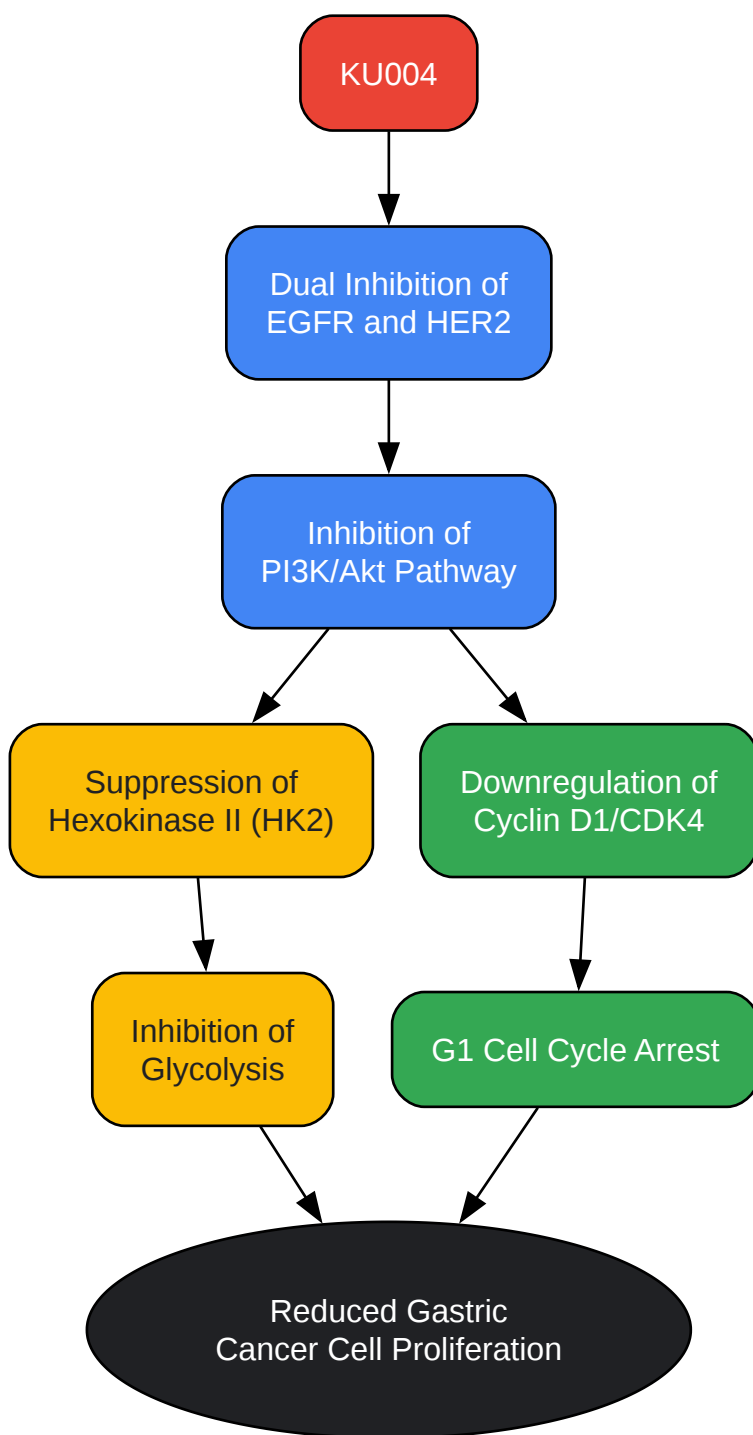 KU004
Dual Inhibition of
EGFR and HER2
Inhibition of
PI3K/Akt Pathway
Suppression of
Hexokinase II (HK2)
Downregulation of
Cyclin D1/CDK4
Inhibition of
Glycolysis
G1 Cell Cycle Arrest
Reduced Gastric
Cancer Cell Proliferation